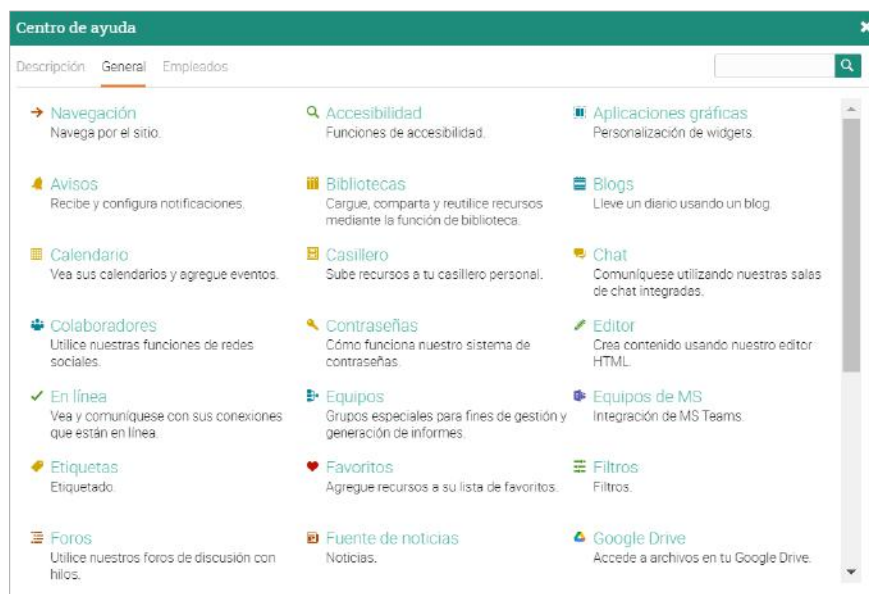 Centro de ayuda
Descripción General Empleados
Navegación
Navega por el sitio.
Accesibilidad
Funciones de accesibilidad.
Aplicaciones gráficas
Personalización de widgets.
Avisos
Recibe y configura notificaciones.
Bibliotecas
Cargue, comparta y reutilice recursos
mediante la función de biblioteca.
Blogs
Lleve un diario usando un blog.
Calendario
Vea sus calendarios y agregue eventos.
Casillero
Sube recursos a tu casillero personal.
Chat
Comuníquese utilizando nuestras salas
de chat integradas.
Colaboradores
Utilice nuestras funciones de redes
sociales.
Contraseñas
Cómo funciona nuestro sistema de
contraseñas.
Editor
Crea contenido usando nuestro editor
HTML.
En línea
Vea y comuníquese con sus conexiones
que están en línea.
Equipos
Grupos especiales para fines de gestión y
generación de informes.
Equipos de MS
Integración de MS Teams.
Etiquetas
Etiquetado.
Favoritos
Agregue recursos a su lista de favoritos.
Filtros
Filtros.
Foros
Utilice nuestros foros de discusión con
hilos.
Fuente de noticias
Noticias.
Google Drive
Accede a archivos en tu Google Drive.